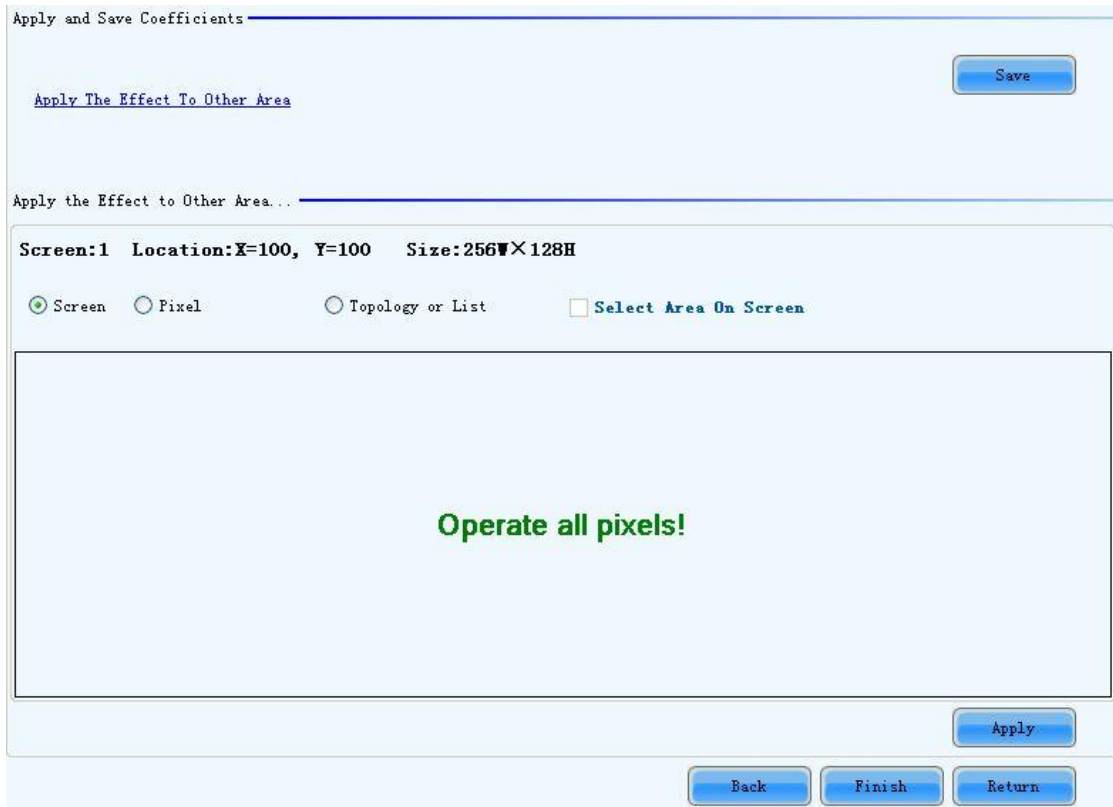 Apply and Save Coefficients
Save
Apply The Effect To Other Area
Apply the Effect to Other Area...
Screen:1 Location:X=100, Y=100 Size:256W×128H
Screen Pixel Topology or List Select Area On Screen
Operate all pixels!
Apply
Back Finish Return